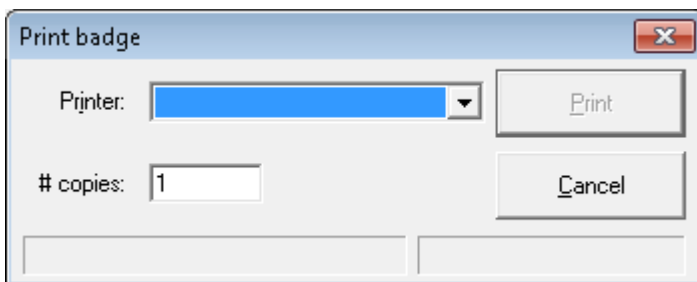 Print badge
Printer:
Print
# copies: 1
Cancel